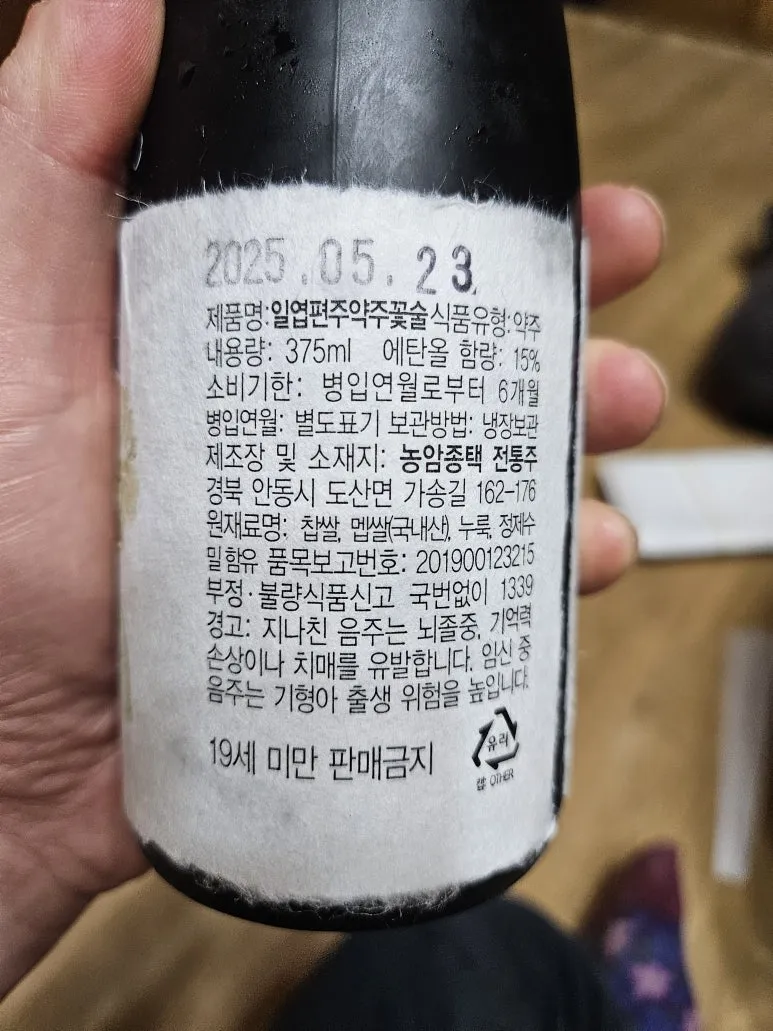 2025.05.23
제품명:일엽편주약주꽃술 식품유형:약주
내용량: 375ml 에탄올 함량: 15%
소비기한: 병입연월로부터 6개월
병입연월: 별도표기 보관방법: 냉장보관
제조장 및 소재지: 농암종택 전통주
경북 안동시 도산면 가송길 162-176
원재료명: 찹쌀, 멥쌀(국내산), 누룩, 정제수
밀함유 품목보고번호: 201900123215
부정·불량식품신고 국번없이 1339
경고: 지나친 음주는 뇌졸중, 기억력
손상이나 치매를 유발합니다. 임신 중
음주는 기형아 출생 위험을 높입니다.
19세 미만 판매금지
유리
캡: OTHER